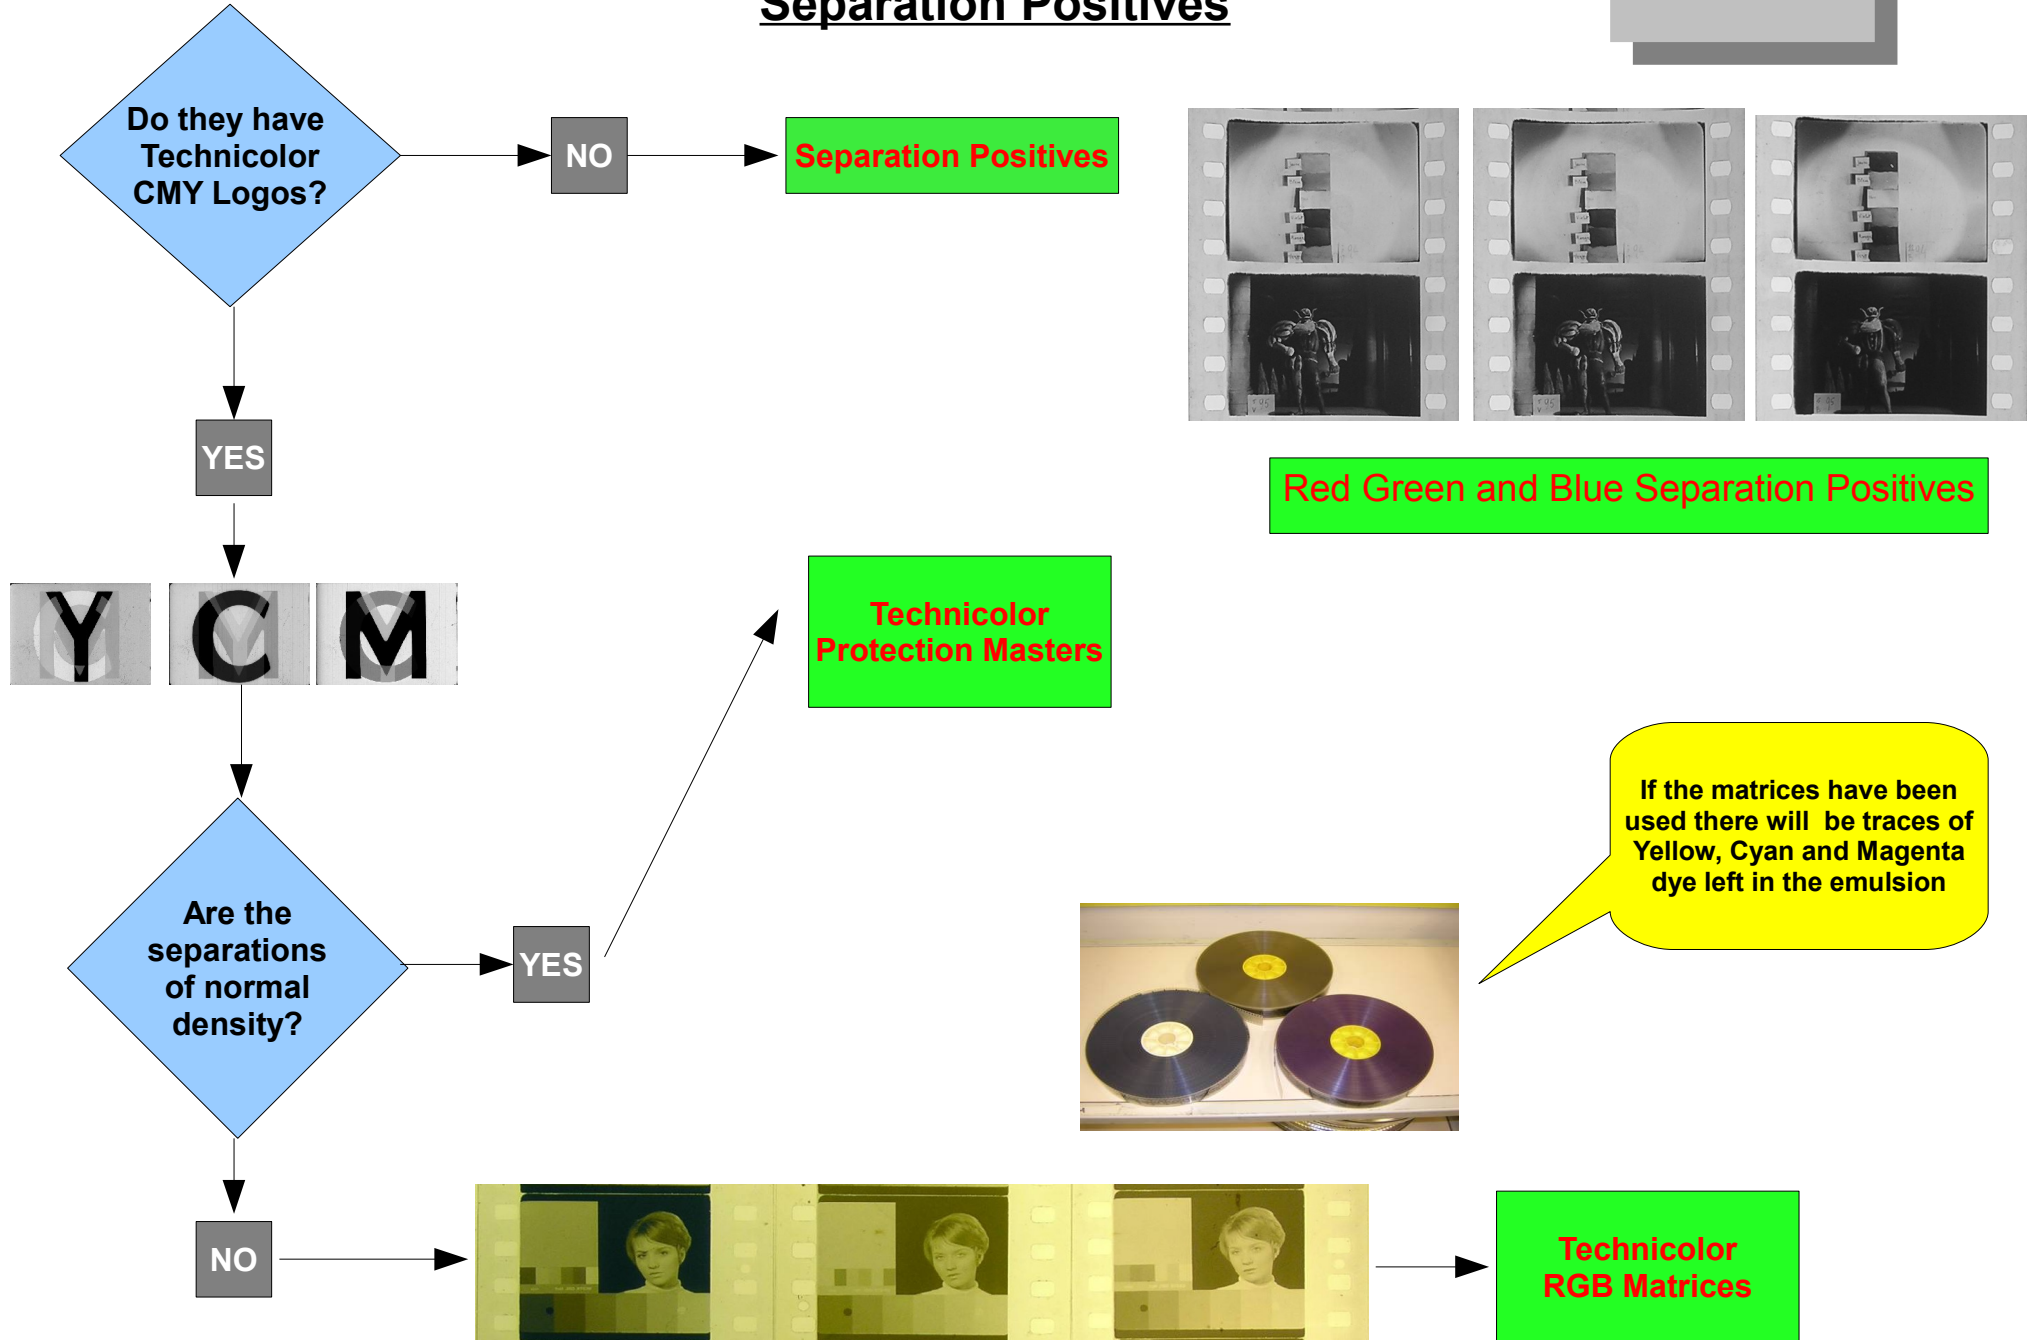 Separation Positives
Do they have
Technicolor
CMY Logos?
NO
Separation Positives
YES
Red Green and Blue Separation Positives
Y
C
M
Technicolor
Protection Masters
If the matrices have been
used there will  be traces of
Yellow, Cyan and Magenta
dye left in the emulsion
Are the
separations
of normal
density?
YES
NO
Technicolor
RGB Matrices